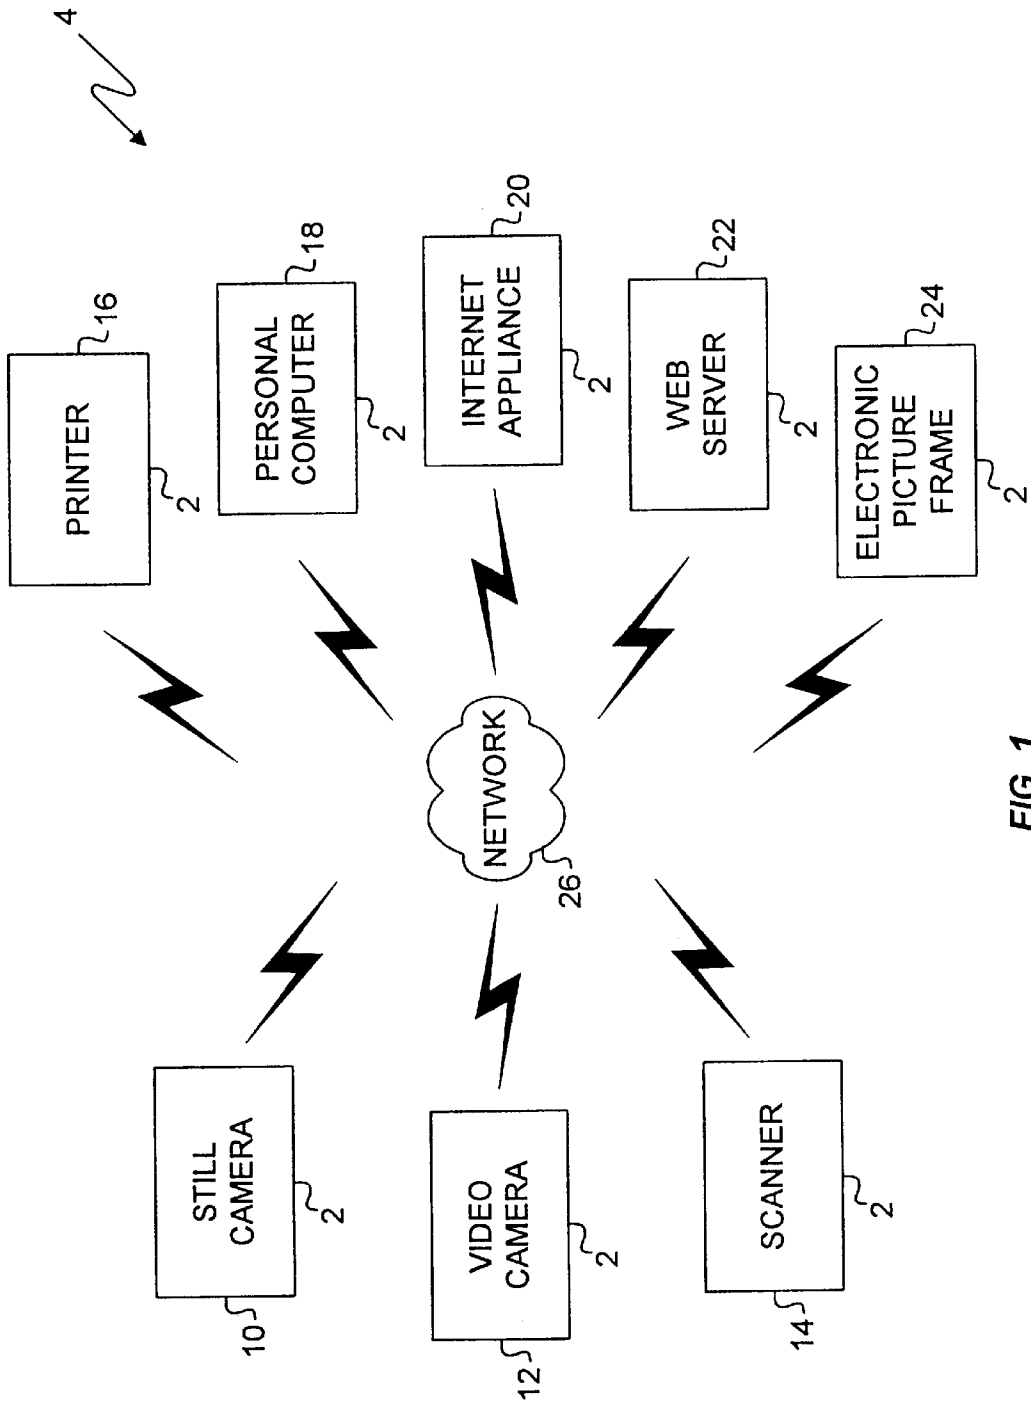 4
PRINTER
16
2
PERSONAL
COMPUTER
18
2
INTERNET
APPLIANCE
20
2
WEB
SERVER
22
2
ELECTRONIC
PICTURE
FRAME
24
2
NETWORK
26
STILL
CAMERA
10
2
VIDEO
CAMERA
12
2
SCANNER
14
2
FIG. 1